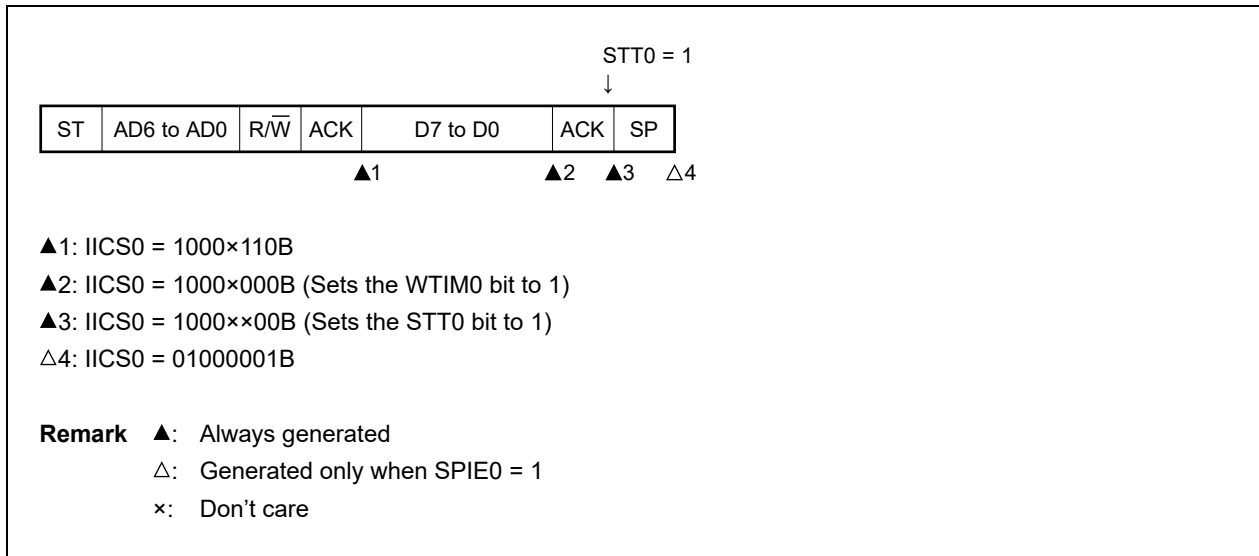 STT0 = 1
↓
ST AD6 to AD0 R/W̅ ACK D7 to D0 ACK SP
▲1 ▲2 ▲3 △4
▲1: IICS0 = 1000×110B
▲2: IICS0 = 1000×000B (Sets the WTIM0 bit to 1)
▲3: IICS0 = 1000××00B (Sets the STT0 bit to 1)
△4: IICS0 = 01000001B
Remark ▲: Always generated
△: Generated only when SPIE0 = 1
×: Don’t care